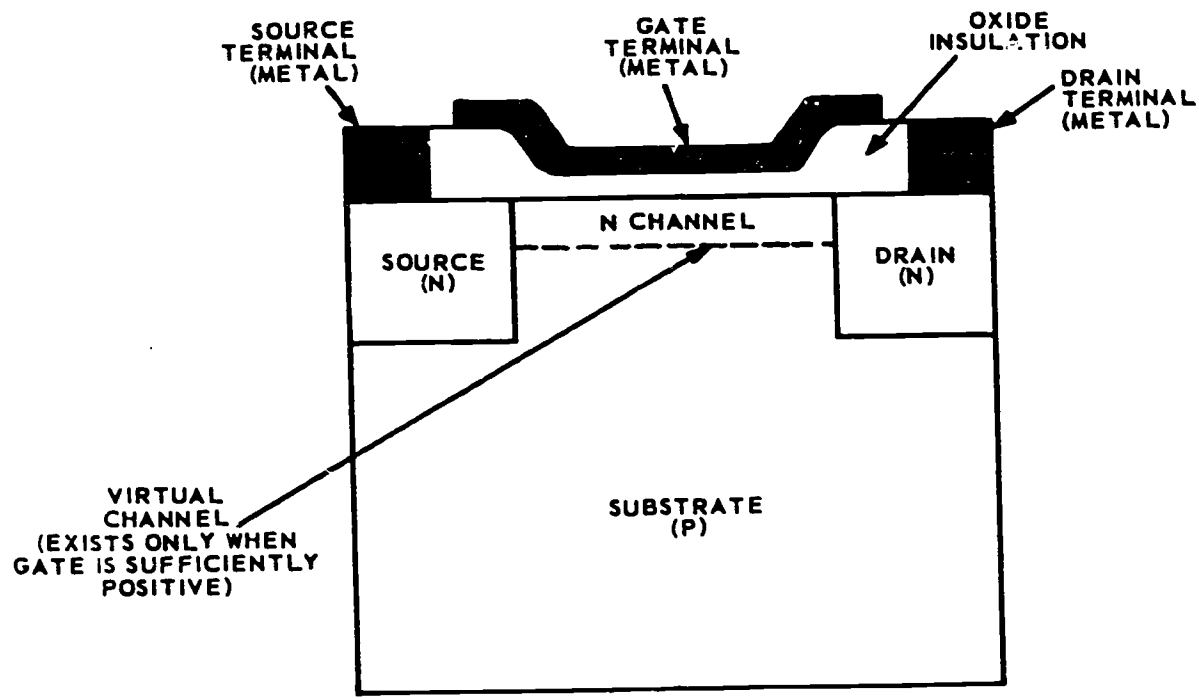 SOURCE
TERMINAL
(METAL)
GATE
TERMINAL
(METAL)
OXIDE
INSULATION
DRAIN
TERMINAL
(METAL)
N CHANNEL
SOURCE
(N)
DRAIN
(N)
VIRTUAL
CHANNEL
(EXISTS ONLY WHEN
GATE IS SUFFICIENTLY
POSITIVE)
SUBSTRATE
(P)